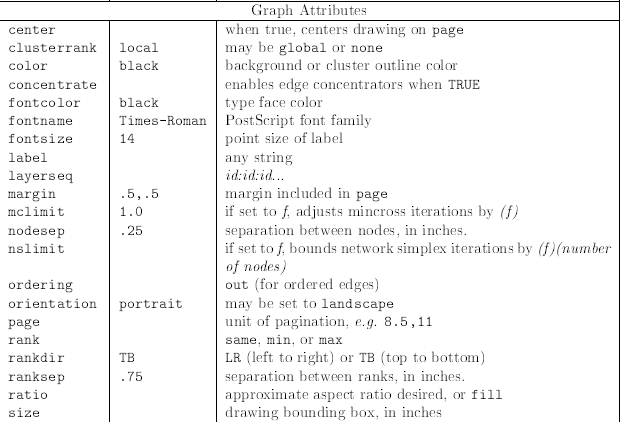 Graph Attributes
center when true, centers drawing on page
clusterrank local may be global or none
color black background or cluster outline color
concentrate enables edge concentrators when TRUE
fontcolor black type face color
fontname Times-Roman PostScript font family
fontsize 14 point size of label
label any string
layerseq id:id:id...
margin .5,.5 margin included in page
mclimit 1.0 if set to f, adjusts mincross iterations by (f)
nodesep .25 separation between nodes, in inches.
nslimit if set to f, bounds network simplex iterations by (f)(number
of nodes)
ordering out (for ordered edges)
orientation portrait may be set to landscape
page unit of pagination, e.g. 8.5,11
rank same, min, or max
rankdir TB LR (left to right) or TB (top to bottom)
ranksep .75 separation between ranks, in inches.
ratio approximate aspect ratio desired, or fill
size drawing bounding box, in inches